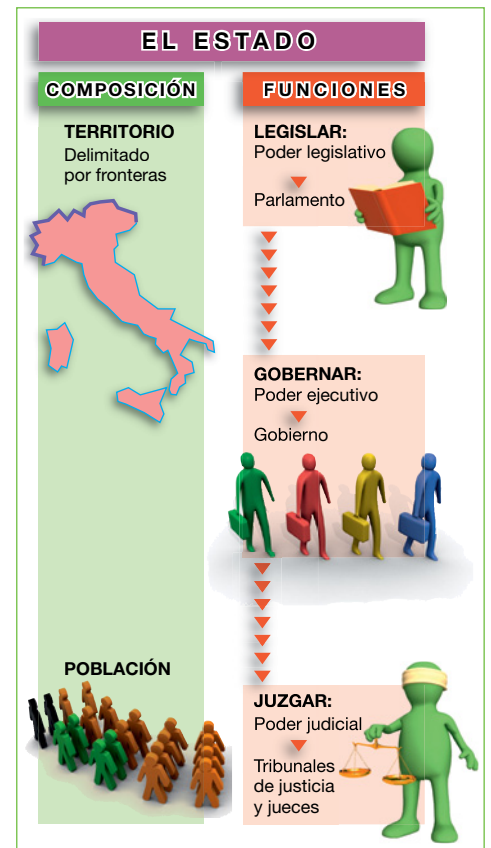 EL ESTADO
COMPOSICIÓN
TERRITORIO
Delimitado
por fronteras
POBLACIÓN
FUNCIONES
LEGISLAR:
Poder legislativo
Parlamento
GOBERNAR:
Poder ejecutivo
Gobierno
JUZGAR:
Poder judicial
Tribunales
de justicia
y jueces